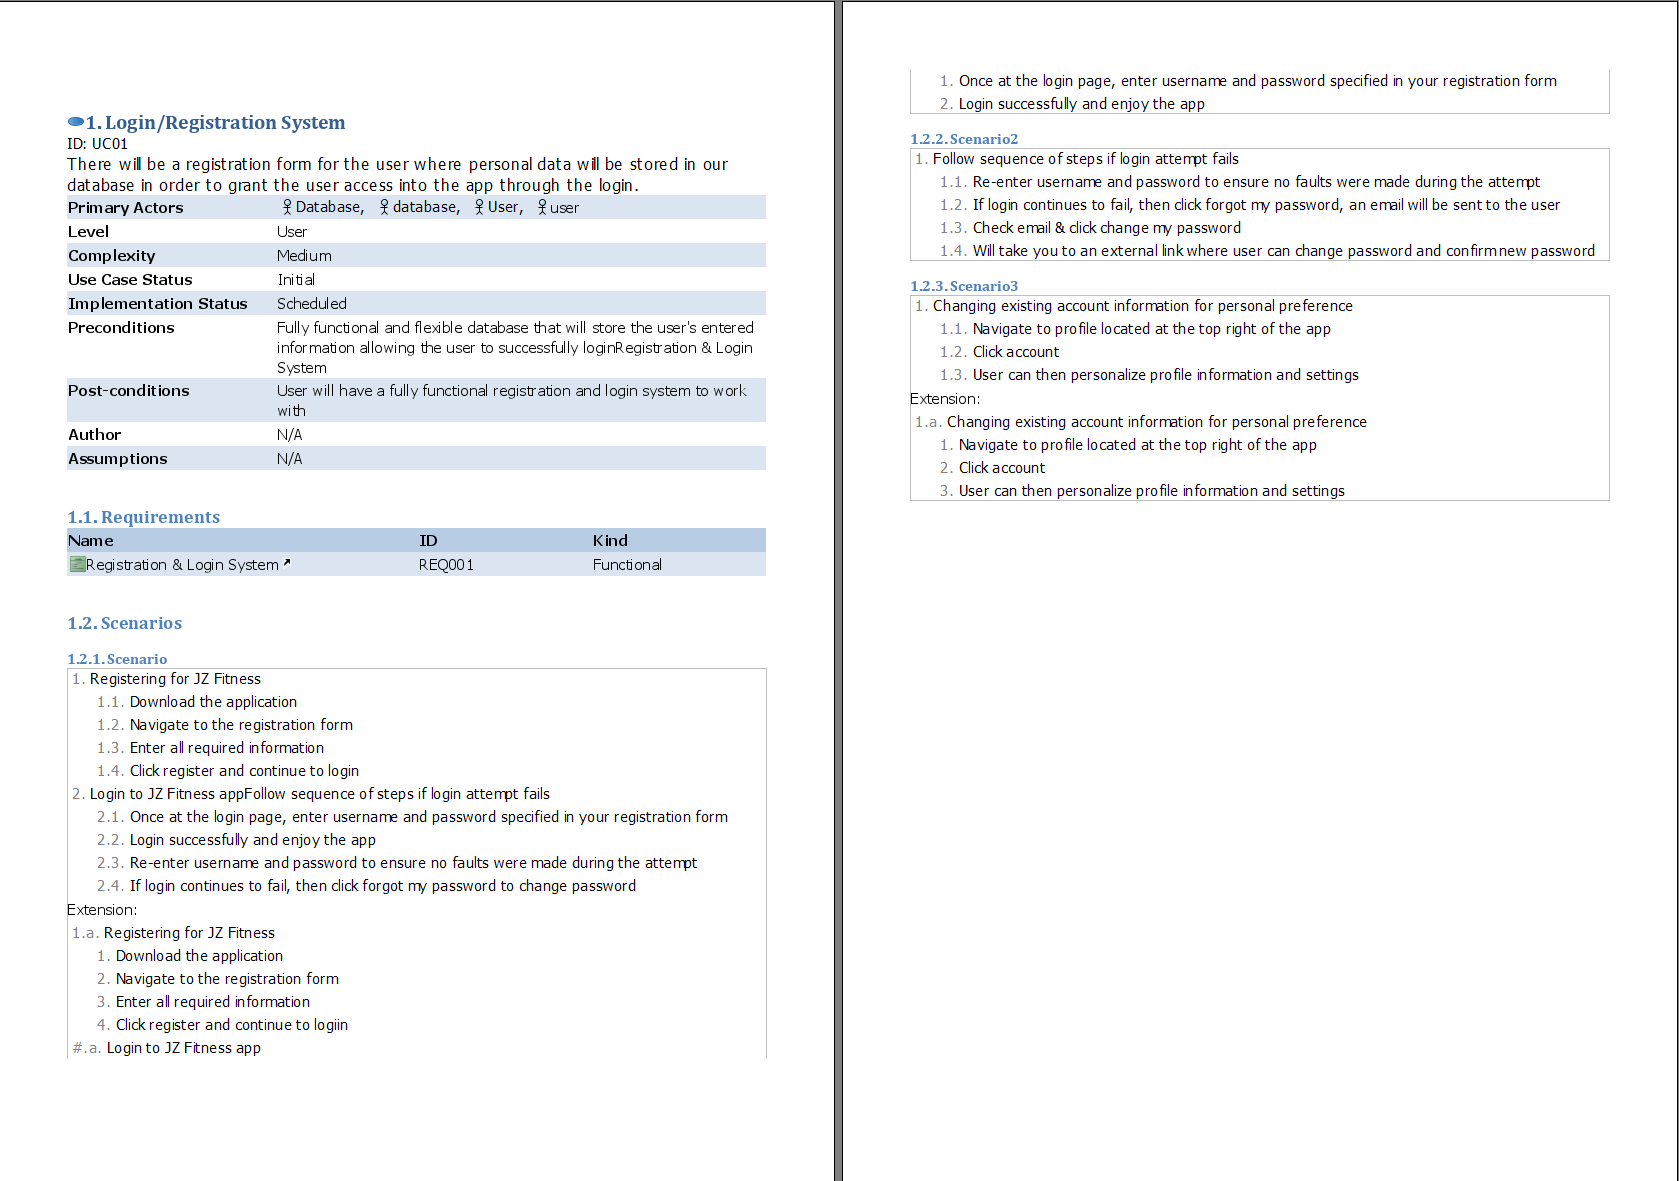 1. Login/Registration System
ID: UC01
There will be a registration form for the user where personal data will be stored in our
database in order to grant the user access into the app through the login.
Primary Actors Database, database, User, user
Level User
Complexity Medium
Use Case Status Initial
Implementation Status Scheduled
Preconditions Fully functional and flexible database that will store the user's entered
information allowing the user to successfully loginRegistration & Login
System
Post-conditions User will have a fully functional registration and login system to work
with
Author N/A
Assumptions N/A
1.1. Requirements
Name ID Kind
Registration & Login System REQ001 Functional
1.2. Scenarios
1.2.1. Scenario
1. Registering for JZ Fitness
1.1. Download the application
1.2. Navigate to the registration form
1.3. Enter all required information
1.4. Click register and continue to login
2. Login to JZ Fitness appFollow sequence of steps if login attempt fails
2.1. Once at the login page, enter username and password specified in your registration form
2.2. Login successfully and enjoy the app
2.3. Re-enter username and password to ensure no faults were made during the attempt
2.4. If login continues to fail, then click forgot my password to change password
Extension:
1.a. Registering for JZ Fitness
1. Download the application
2. Navigate to the registration form
3. Enter all required information
4. Click register and continue to logiin
#.a. Login to JZ Fitness app
1. Once at the login page, enter username and password specified in your registration form
2. Login successfully and enjoy the app
1.2.2. Scenario2
1. Follow sequence of steps if login attempt fails
1.1. Re-enter username and password to ensure no faults were made during the attempt
1.2. If login continues to fail, then click forgot my password, an email will be sent to the user
1.3. Check email & click change my password
1.4. Will take you to an external link where user can change password and confirm new password
1.2.3. Scenario3
1. Changing existing account information for personal preference
1.1. Navigate to profile located at the top right of the app
1.2. Click account
1.3. User can then personalize profile information and settings
Extension:
1.a. Changing existing account information for personal preference
1. Navigate to profile located at the top right of the app
2. Click account
3. User can then personalize profile information and settings